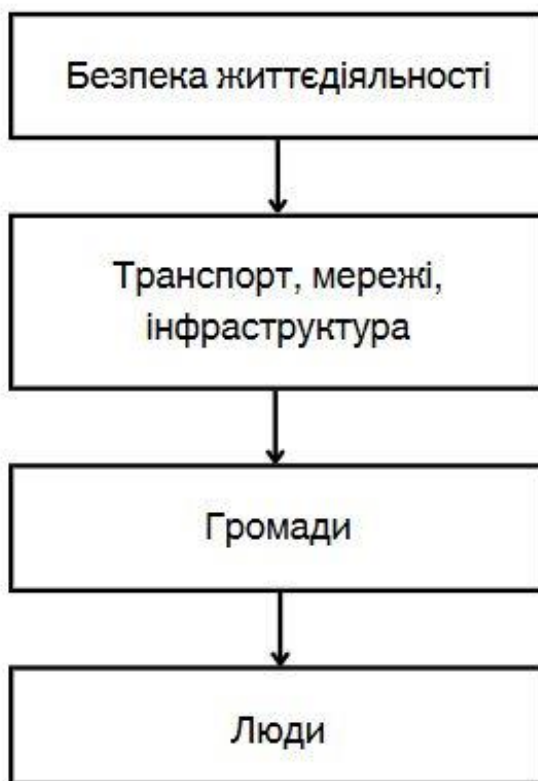 Безпека життєдіяльності
Транспорт, мережі,
інфраструктура
Громади
Люди